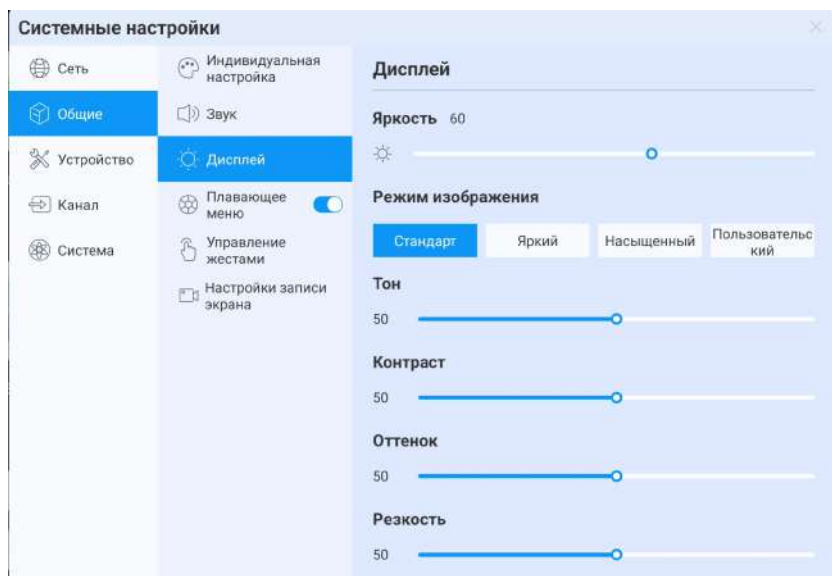 Системные настройки
Сеть
Общие
Устройство
Канал
Система
Индивидуальная
настройка
Звук
Дисплей
Плавающее
меню
Управление
жестами
Настройки записи
экрана
Дисплей
Яркость 60
Режим изображения
Стандарт
Яркий
Насыщенный
Пользовательс
кий
Тон
50
Контраст
50
Оттенок
50
Резкость
50